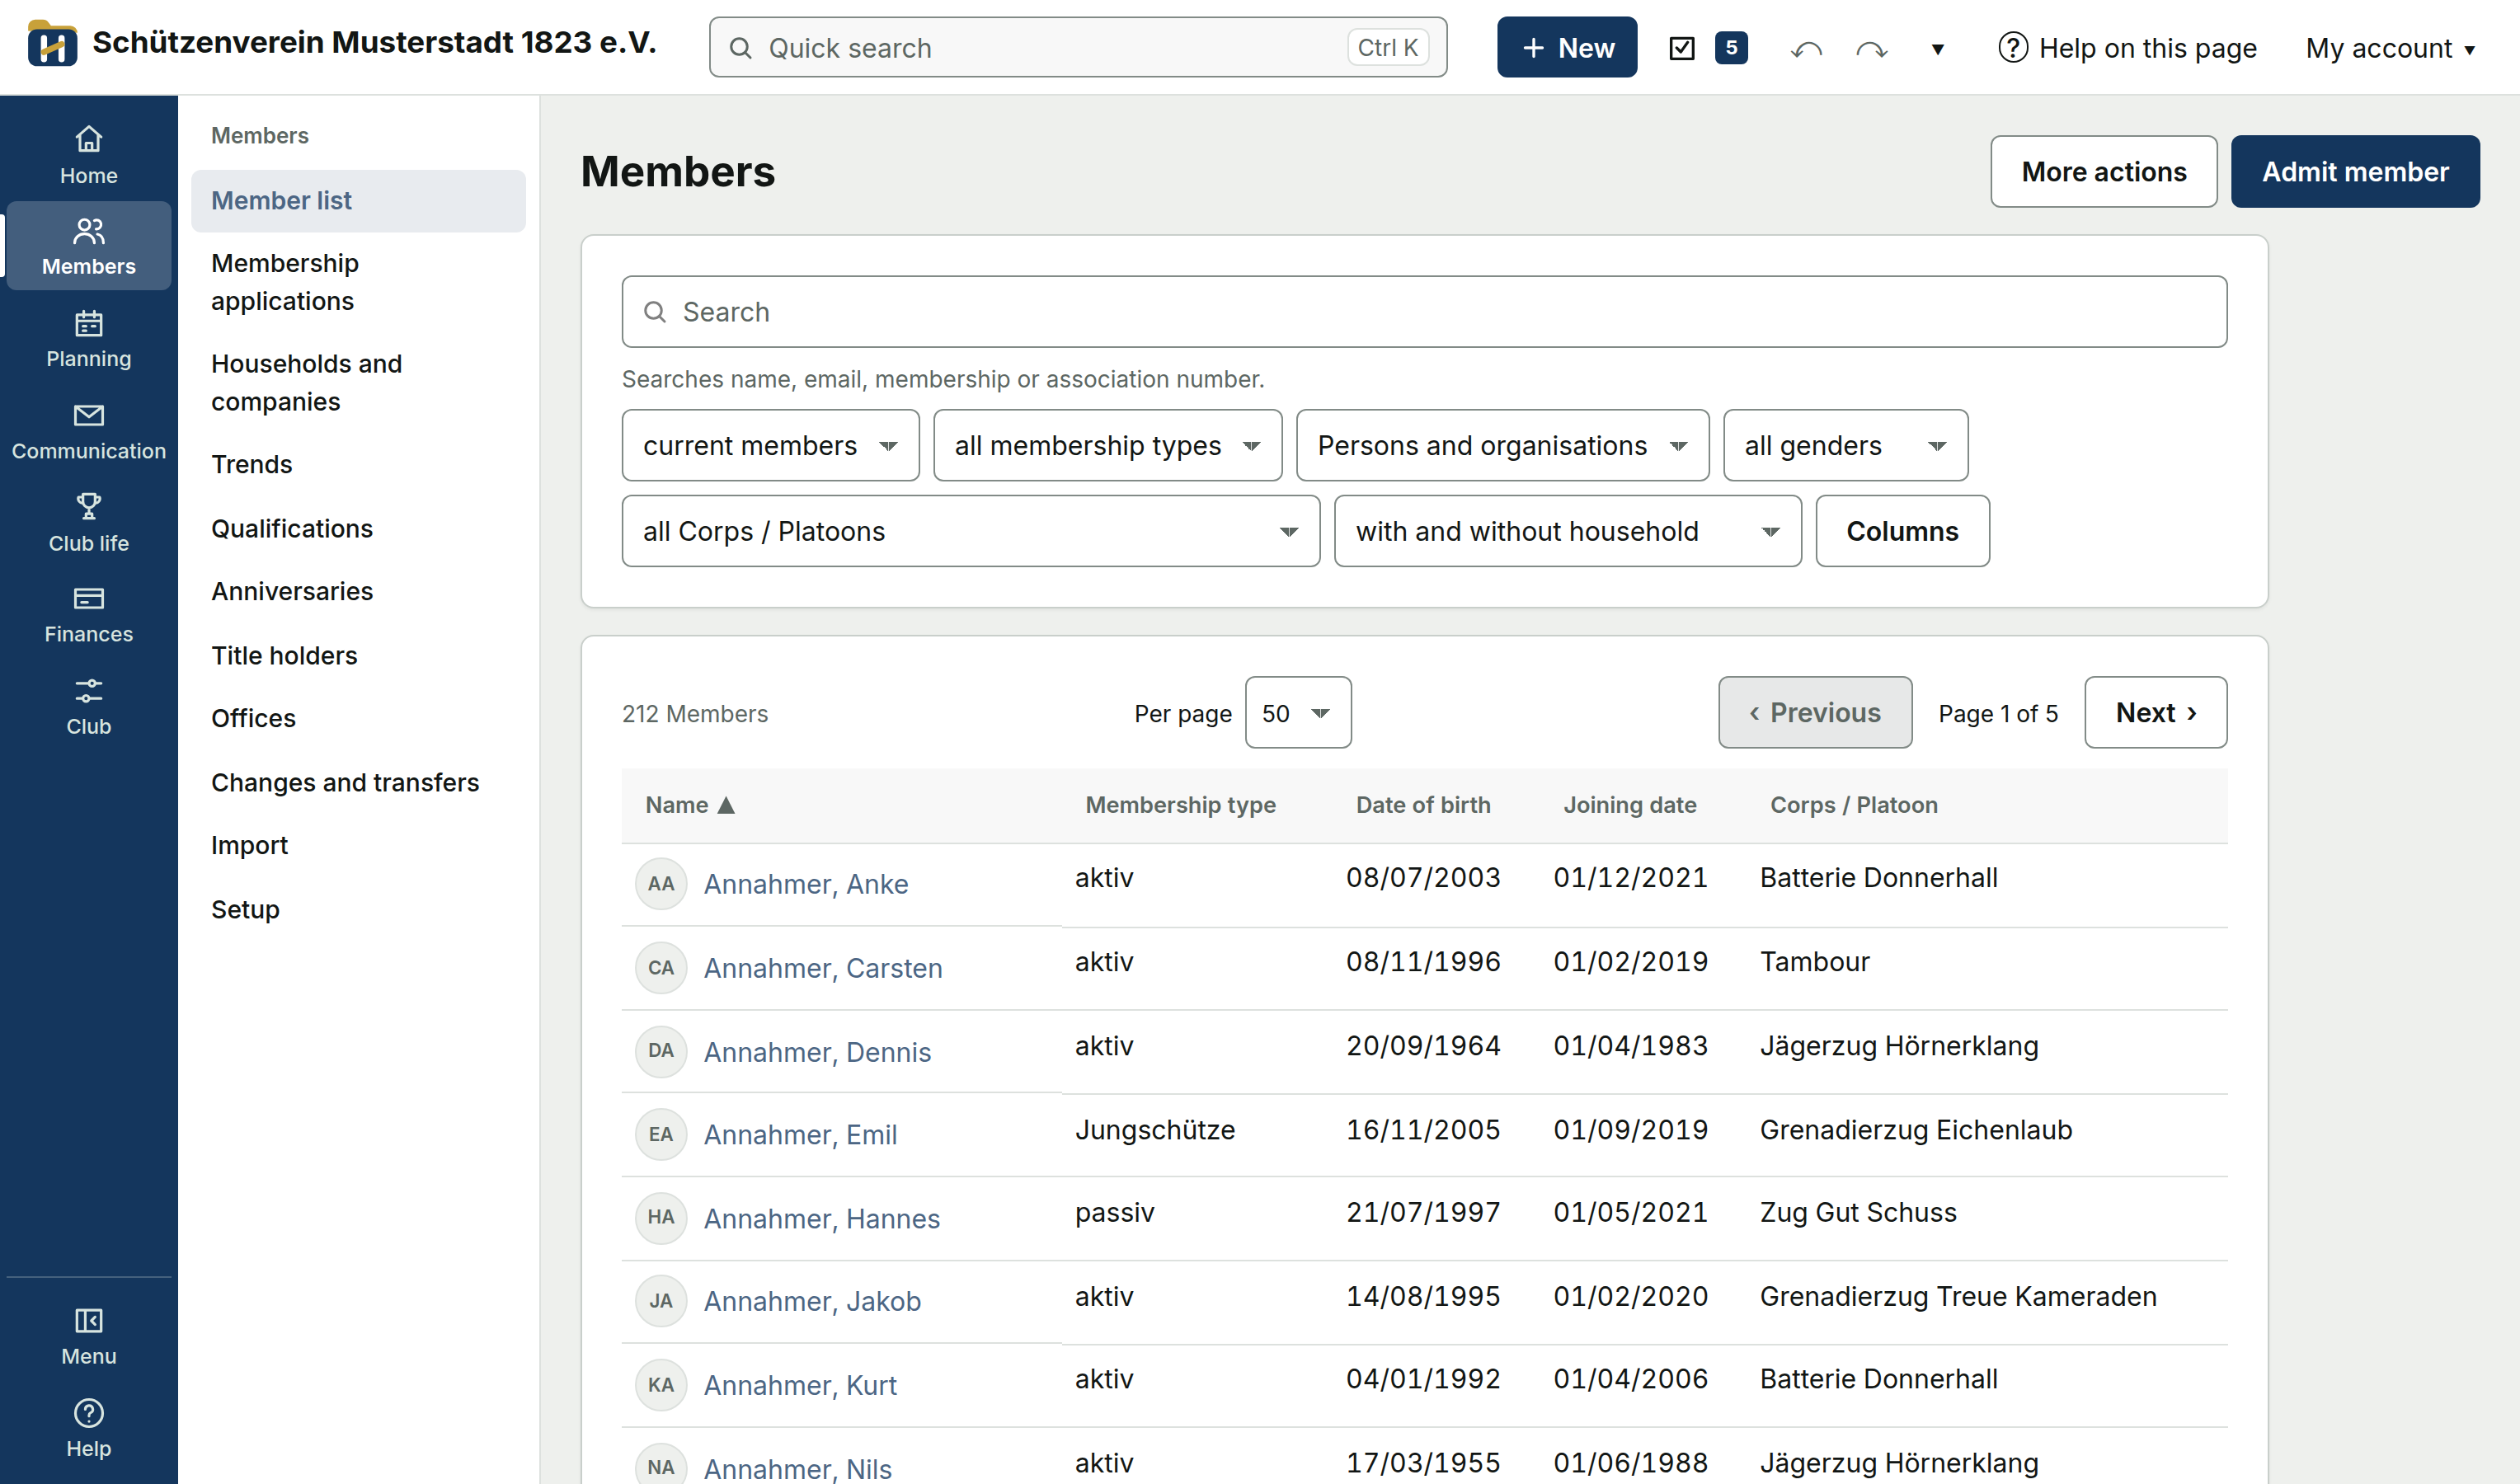 Schützenverein Musterstadt 1823 e.V.
Quick search
Ctrl K
+ New
5
Help on this page
My account
Home
Members
Planning
Communication
Club life
Finances
Club
Menu
Help
Members
Member list
Membership
applications
Households and
companies
Trends
Qualifications
Anniversaries
Title holders
Offices
Changes and transfers
Import
Setup
Members
More actions
Admit member
Search
Searches name, email, membership or association number.
current members
all membership types
Persons and organisations
all genders
all Corps / Platoons
with and without household
Columns
212 Members
Per page
50
‹ Previous
Page 1 of 5
Next ›
Name ▲ Membership type Date of birth Joining date Corps / Platoon
AA Annahmer, Anke aktiv 08/07/2003 01/12/2021 Batterie Donnerhall
CA Annahmer, Carsten aktiv 08/11/1996 01/02/2019 Tambour
DA Annahmer, Dennis aktiv 20/09/1964 01/04/1983 Jägerzug Hörnerklang
EA Annahmer, Emil Jungschütze 16/11/2005 01/09/2019 Grenadierzug Eichenlaub
HA Annahmer, Hannes passiv 21/07/1997 01/05/2021 Zug Gut Schuss
JA Annahmer, Jakob aktiv 14/08/1995 01/02/2020 Grenadierzug Treue Kameraden
KA Annahmer, Kurt aktiv 04/01/1992 01/04/2006 Batterie Donnerhall
NA Annahmer, Nils aktiv 17/03/1955 01/06/1988 Jägerzug Hörnerklang